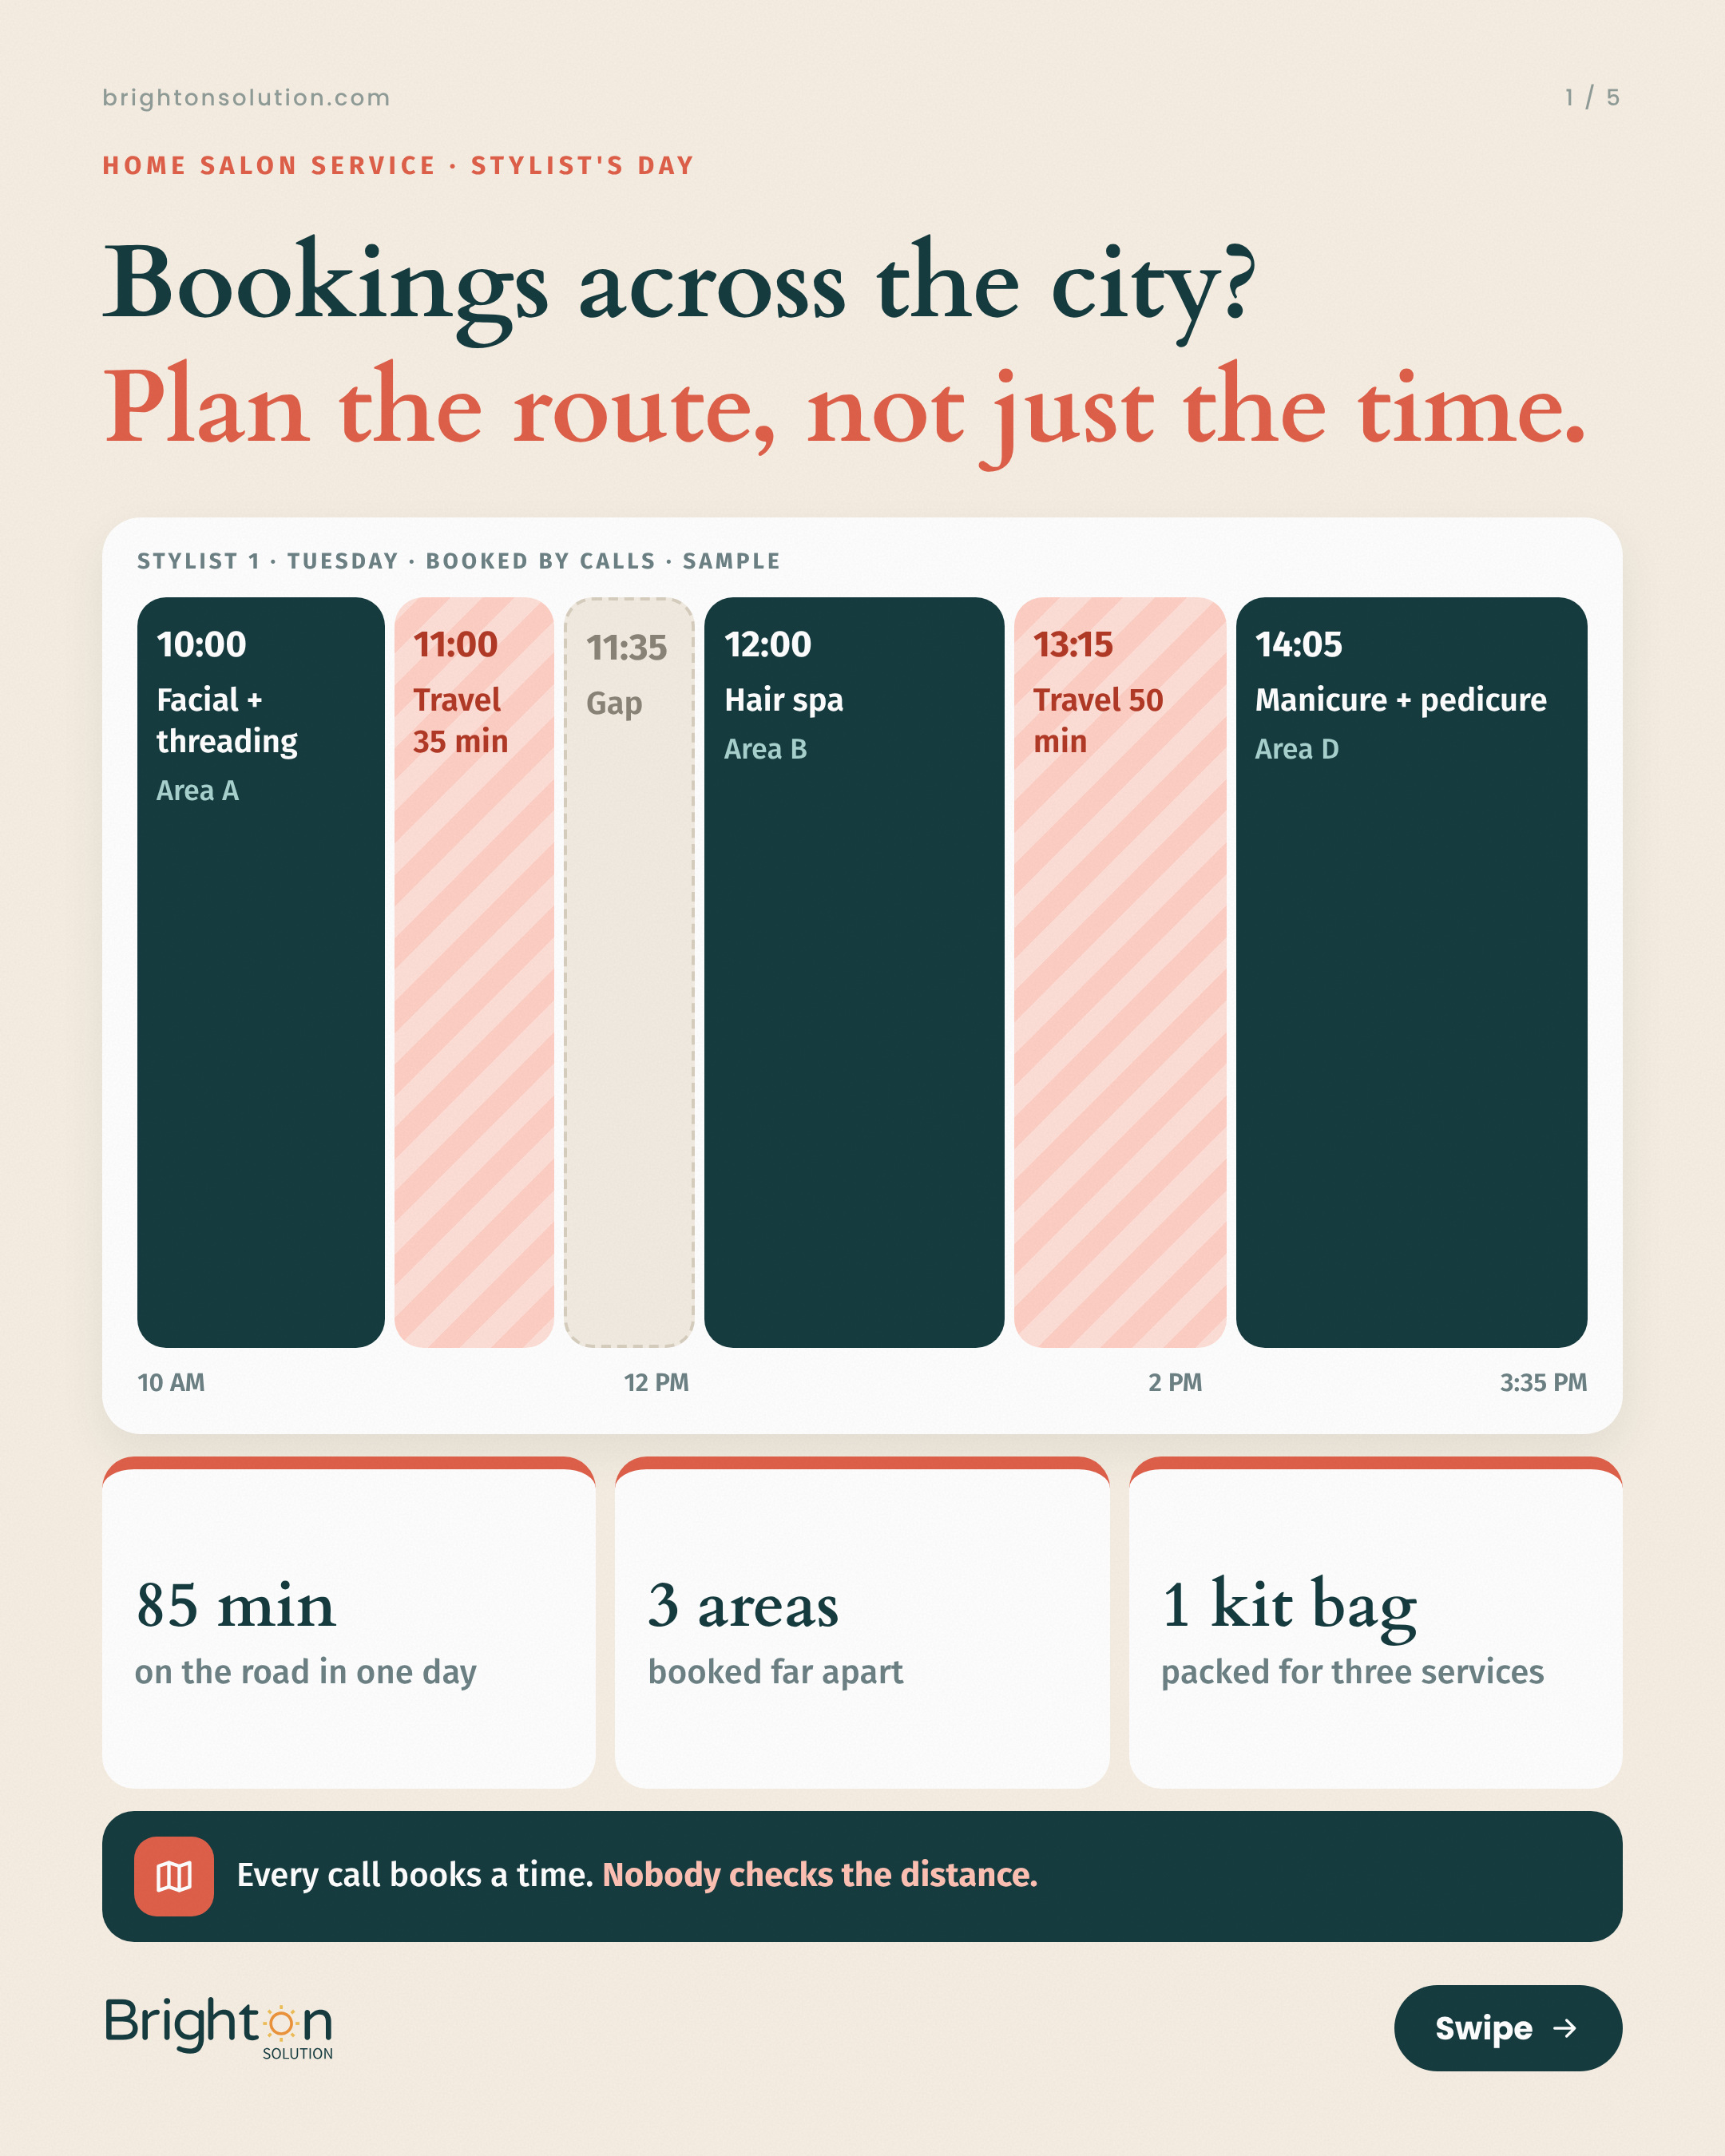 brightonsolution.com
1 / 5
HOME SALON SERVICE · STYLIST'S DAY
Bookings across the city?
Plan the route, not just the time.
STYLIST 1 · TUESDAY · BOOKED BY CALLS · SAMPLE
10:00
Facial +
threading
Area A
11:00
Travel
35 min
11:35
Gap
12:00
Hair spa
Area B
13:15
Travel 50
min
14:05
Manicure + pedicure
Area D
10 AM
12 PM
2 PM
3:35 PM
85 min
on the road in one day
3 areas
booked far apart
1 kit bag
packed for three services
Every call books a time. Nobody checks the distance.
Brighton
SOLUTION
Swipe →